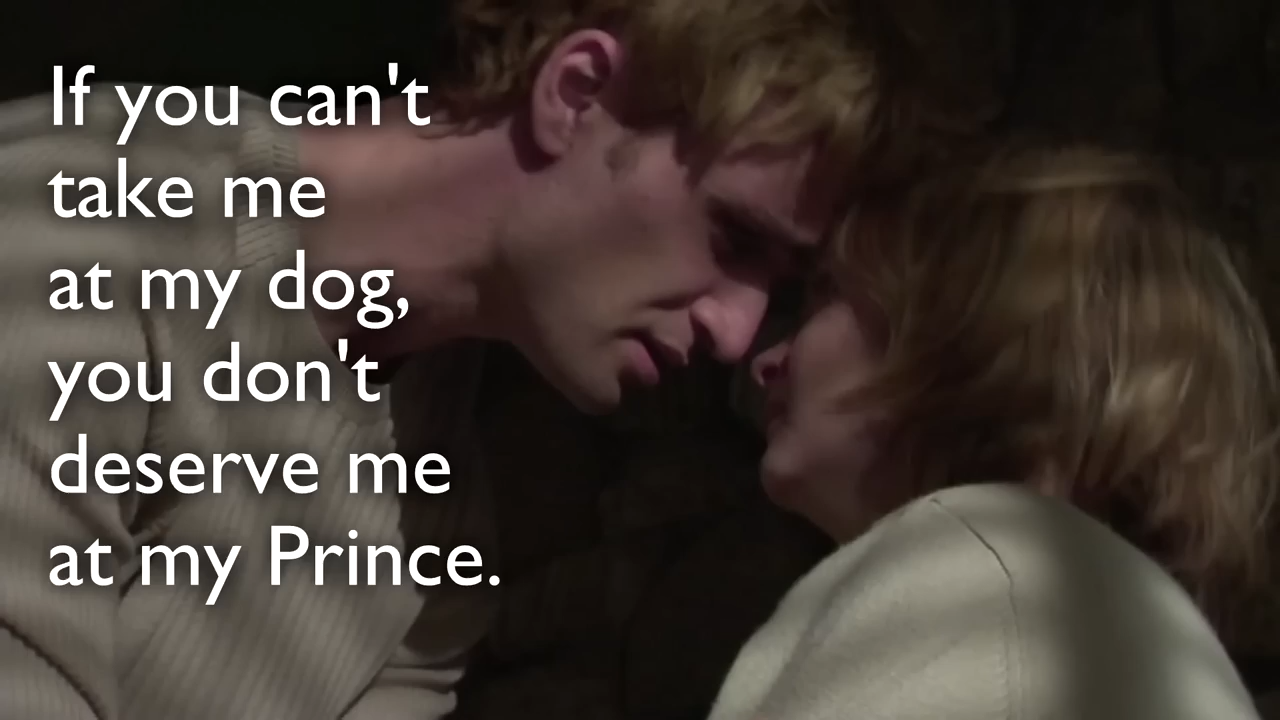 If you can't
take me
at my dog,
you don't
deserve me
at my Prince.